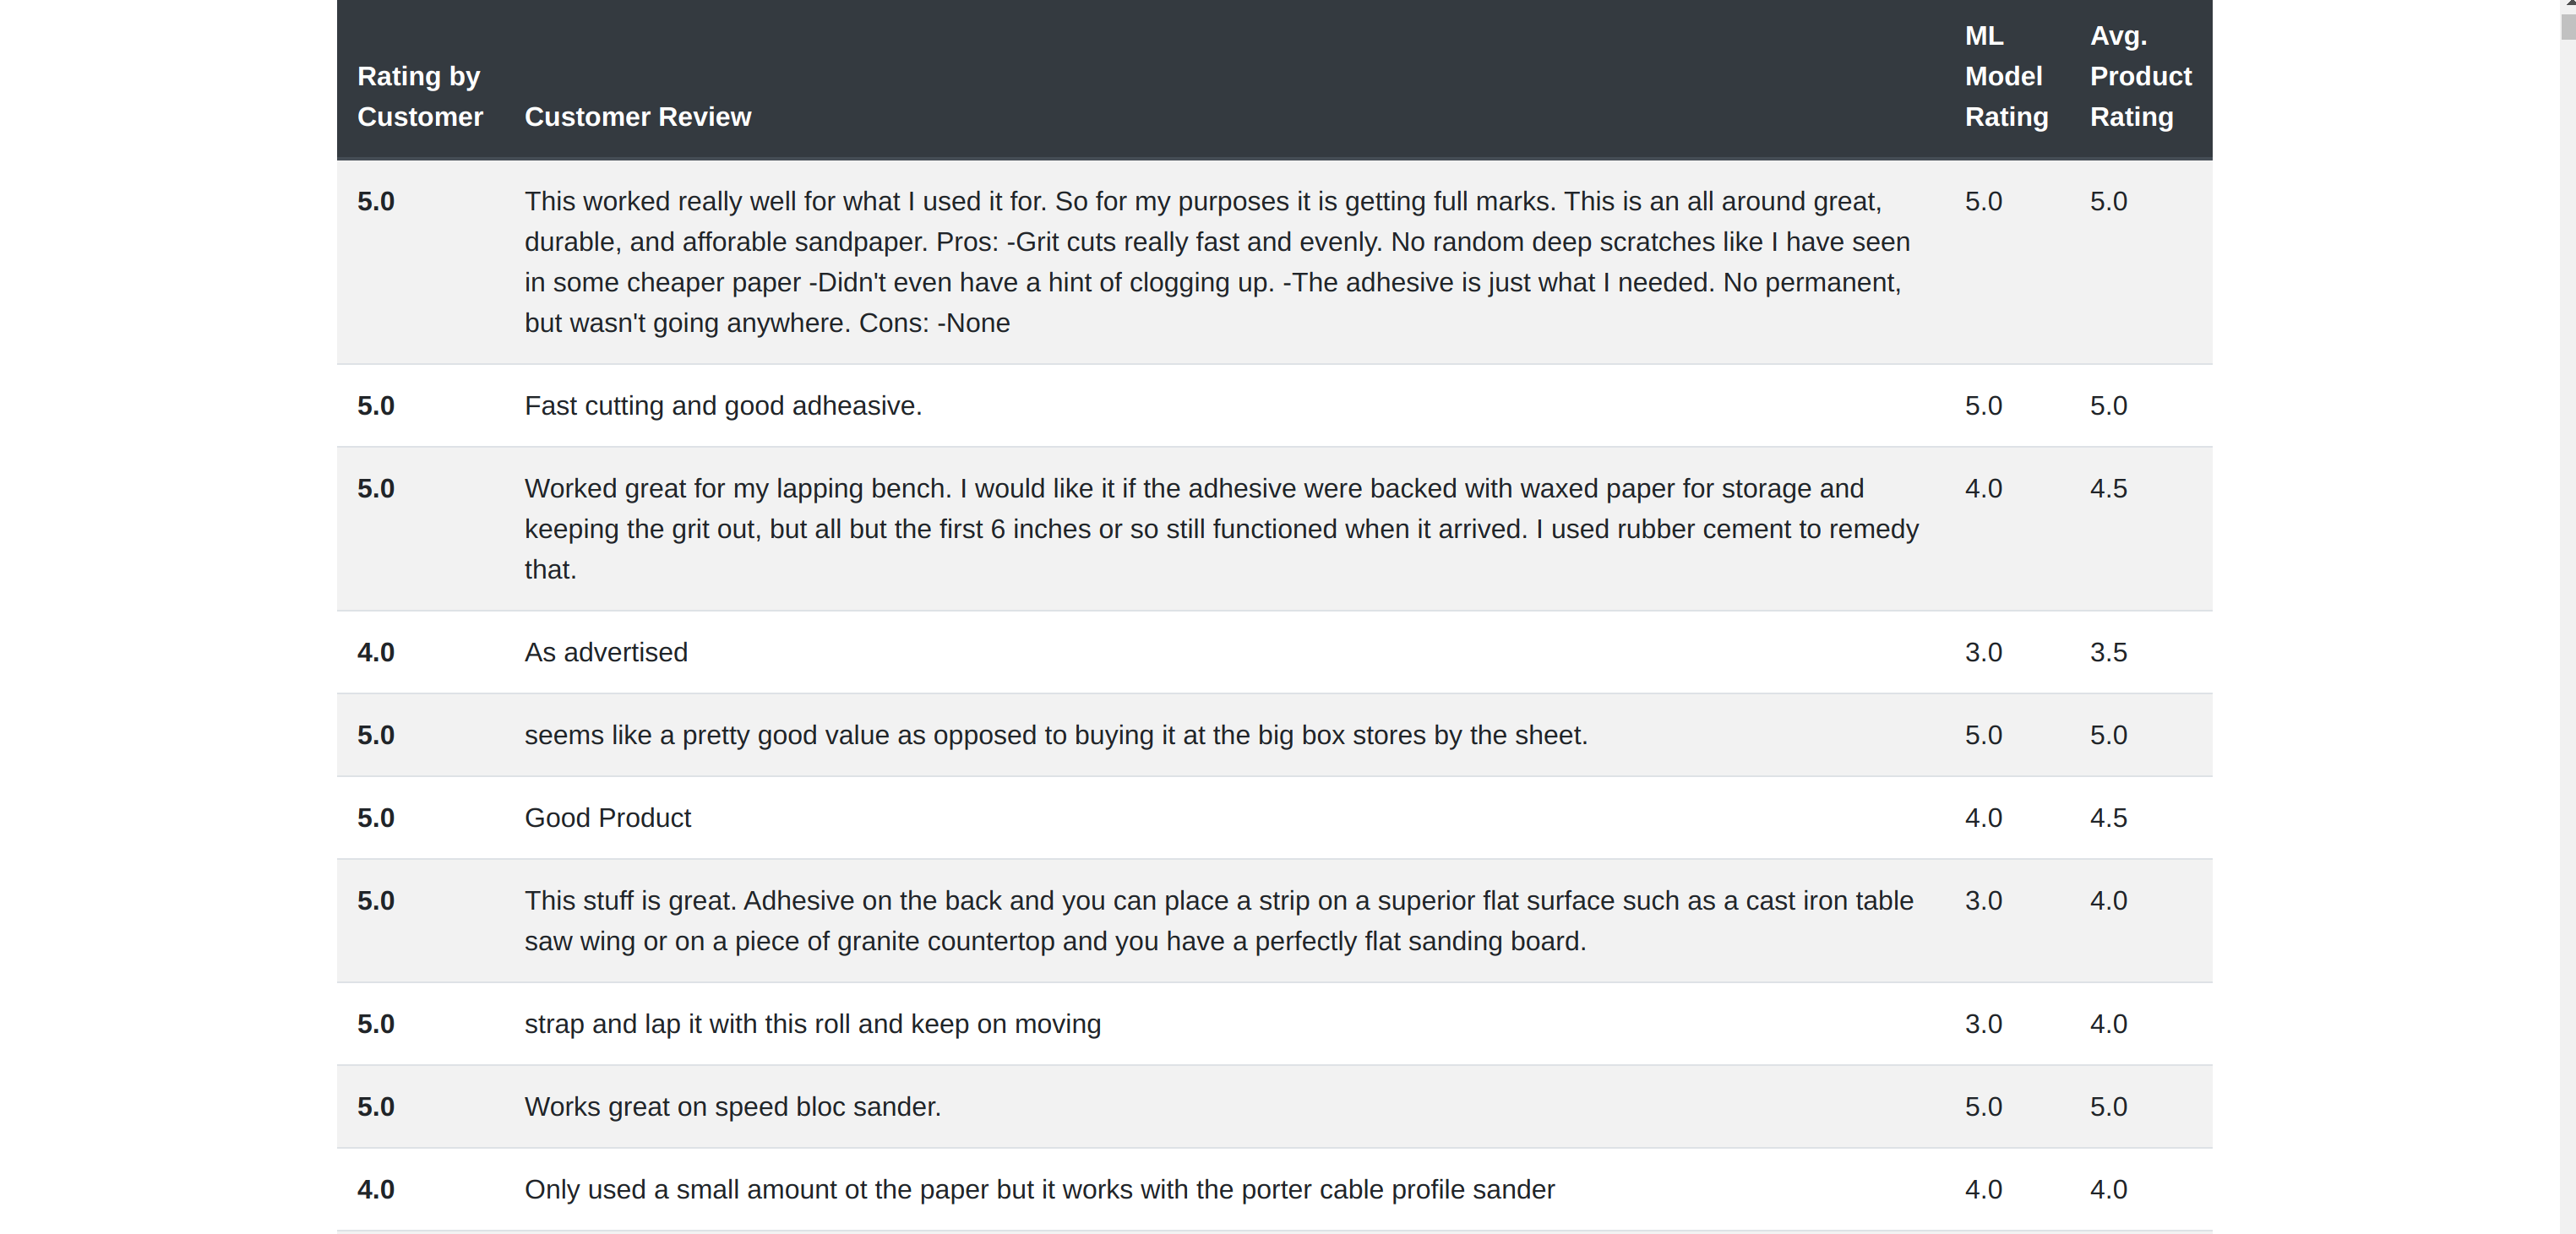 Rating by Customer Customer Review ML Model Rating Avg. Product Rating
5.0 This worked really well for what I used it for. So for my purposes it is getting full marks. This is an all around great, 5.0 5.0
durable, and afforable sandpaper. Pros: -Grit cuts really fast and evenly. No random deep scratches like I have seen
in some cheaper paper -Didn't even have a hint of clogging up. -The adhesive is just what I needed. No permanent,
but wasn't going anywhere. Cons: -None
5.0 Fast cutting and good adheasive. 5.0 5.0
5.0 Worked great for my lapping bench. I would like it if the adhesive were backed with waxed paper for storage and 4.0 4.5
keeping the grit out, but all but the first 6 inches or so still functioned when it arrived. I used rubber cement to remedy
that.
4.0 As advertised 3.0 3.5
5.0 seems like a pretty good value as opposed to buying it at the big box stores by the sheet. 5.0 5.0
5.0 Good Product 4.0 4.5
5.0 This stuff is great. Adhesive on the back and you can place a strip on a superior flat surface such as a cast iron table 3.0 4.0
saw wing or on a piece of granite countertop and you have a perfectly flat sanding board.
5.0 strap and lap it with this roll and keep on moving 3.0 4.0
5.0 Works great on speed bloc sander. 5.0 5.0
4.0 Only used a small amount ot the paper but it works with the porter cable profile sander 4.0 4.0